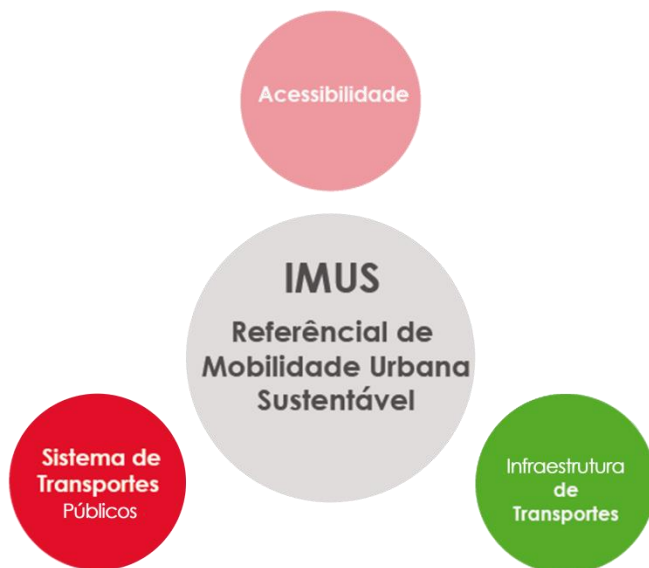 Acessibilidade
IMUS
Referêncial de
Mobilidade Urbana
Sustentável
Sistema de
Transportes
Públicos
Infraestrutura
de
Transportes